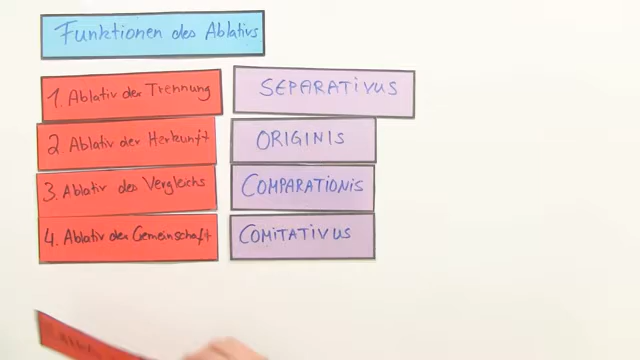 Funktionen des Ablativs
1. Ablativ der Trennung SEPARATIVUS
2. Ablativ der Herkunft ORIGINIS
3. Ablativ des Vergleichs COMPARATIONIS
4. Ablativ der Gemeinschaft COMITATIVUS